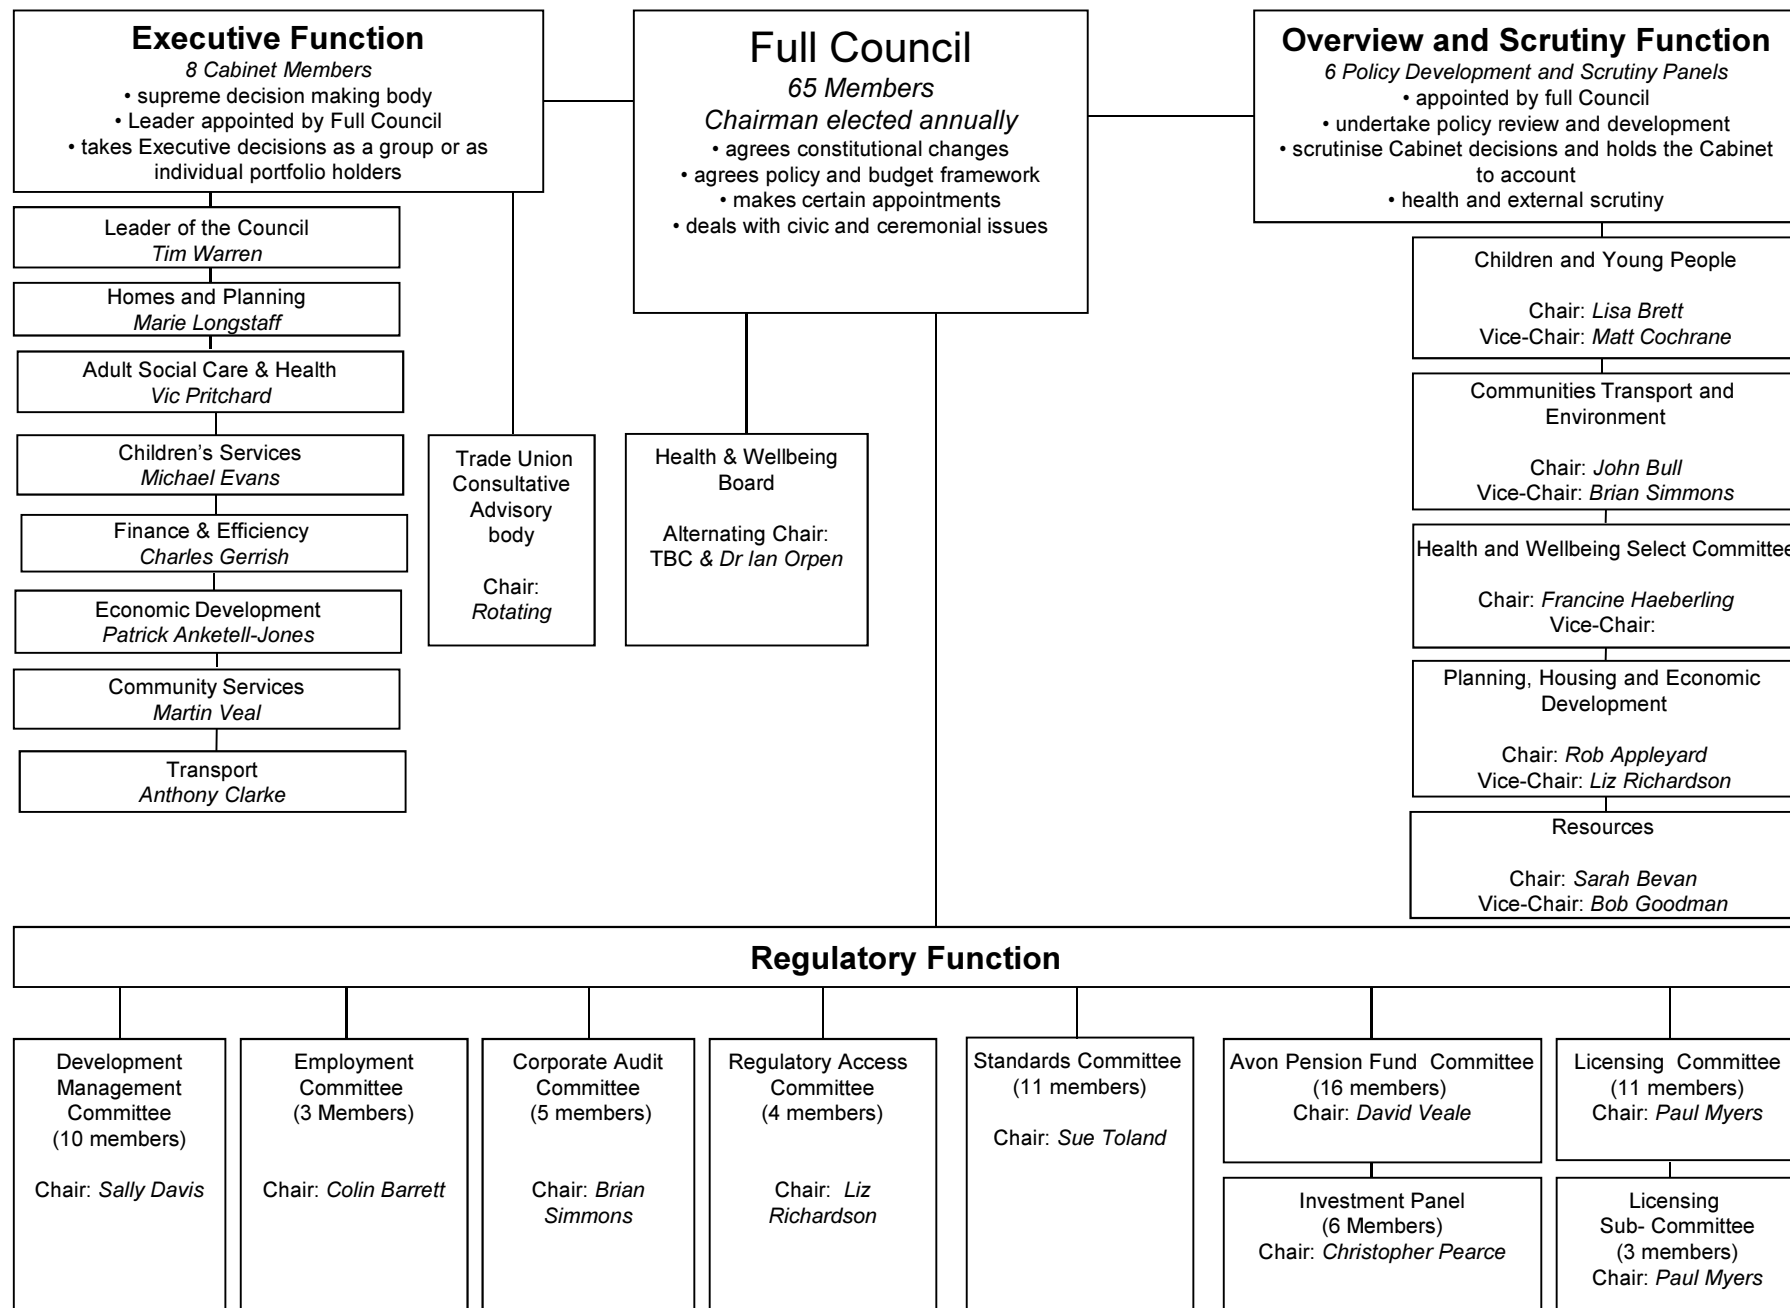 Executive Function
8 Cabinet Members
• supreme decision making body
• Leader appointed by Full Council
• takes Executive decisions as a group or as
individual portfolio holders
Full Council
65 Members
Chairman elected annually
• agrees constitutional changes
• agrees policy and budget framework
• makes certain appointments
• deals with civic and ceremonial issues
Overview and Scrutiny Function
6 Policy Development and Scrutiny Panels
• appointed by full Council
• undertake policy review and development
• scrutinise Cabinet decisions and holds the Cabinet
to account
• health and external scrutiny
Leader of the Council
Tim Warren
Homes and Planning
Marie Longstaff
Adult Social Care & Health
Vic Pritchard
Children's Services
Michael Evans
Finance & Efficiency
Charles Gerrish
Economic Development
Patrick Anketell-Jones
Community Services
Martin Veal
Transport
Anthony Clarke
Trade Union
Consultative
Advisory
body
Chair:
Rotating
Health & Wellbeing
Board
Alternating Chair:
TBC & Dr Ian Orpen
Children and Young People
Chair: Lisa Brett
Vice-Chair: Matt Cochrane
Communities Transport and
Environment
Chair: John Bull
Vice-Chair: Brian Simmons
Health and Wellbeing Select Committee
Chair: Francine Haeberling
Vice-Chair:
Planning, Housing and Economic
Development
Chair: Rob Appleyard
Vice-Chair: Liz Richardson
Resources
Chair: Sarah Bevan
Vice-Chair: Bob Goodman
Regulatory Function
Development
Management
Committee
(10 members)
Chair: Sally Davis
Employment
Committee
(3 Members)
Chair: Colin Barrett
Corporate Audit
Committee
(5 members)
Chair: Brian
Simmons
Regulatory Access
Committee
(4 members)
Chair: Liz
Richardson
Standards Committee
(11 members)
Chair: Sue Toland
Avon Pension Fund Committee
(16 members)
Chair: David Veale
Investment Panel
(6 Members)
Chair: Christopher Pearce
Licensing Committee
(11 members)
Chair: Paul Myers
Licensing
Sub- Committee
(3 members)
Chair: Paul Myers